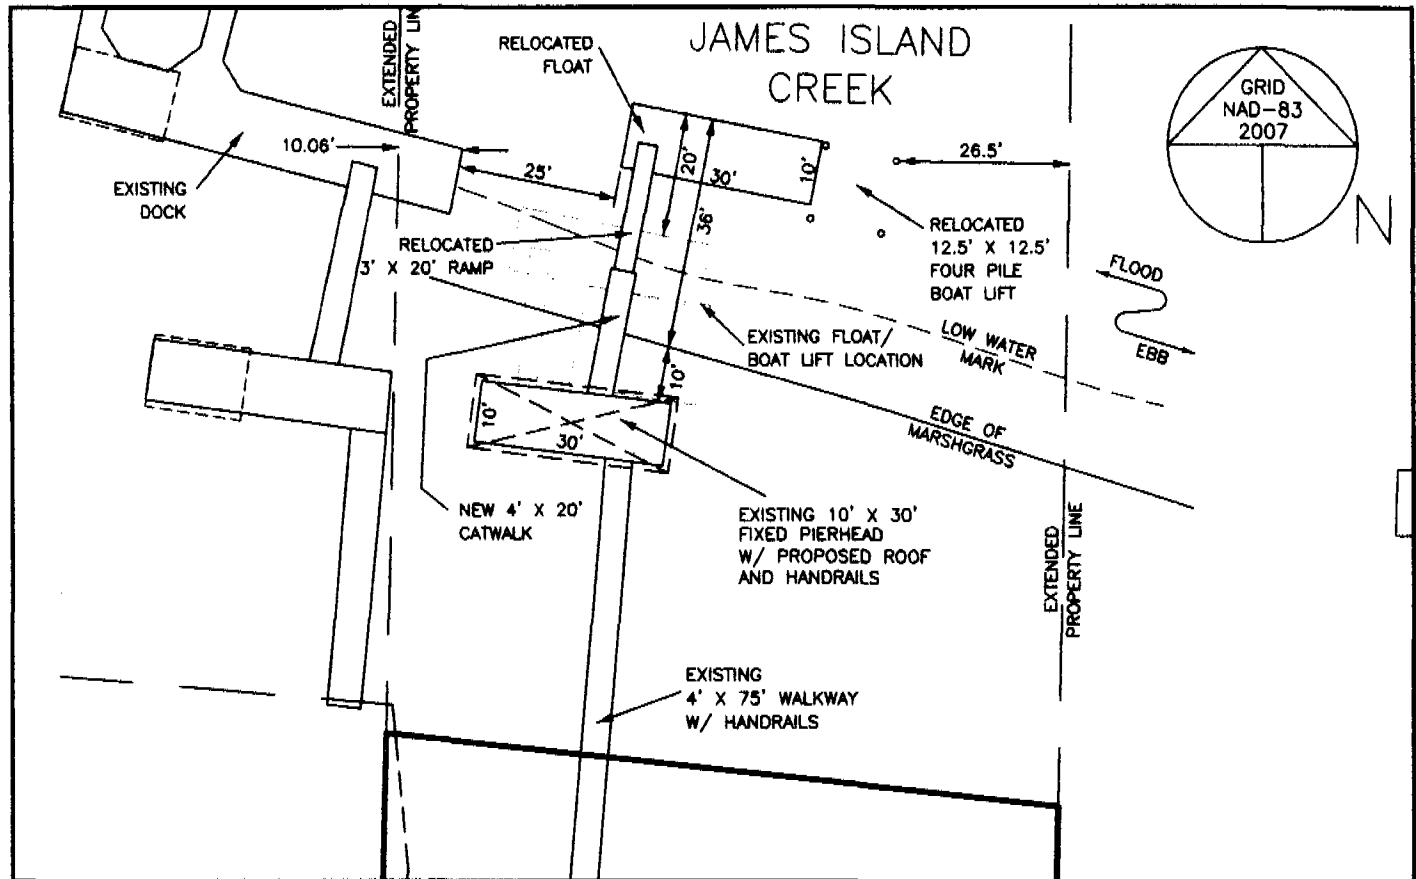 JAMES ISLAND
CREEK
RELOCATED
FLOAT
EXTENDED
PROPERTY LIN
GRID
NAD-83
2007
N
10.06'
25'
20'
30'
10'
36'
26.5'
EXISTING
DOCK
RELOCATED
3' X 20' RAMP
RELOCATED
12.5' X 12.5'
FOUR PILE
BOAT LIFT
FLOOD
EBB
EXISTING FLOAT/
BOAT LIFT LOCATION
LOW WATER
MARK
10'
10'
30'
EDGE OF
MARSHGRASS
NEW 4' X 20'
CATWALK
EXISTING 10' X 30'
FIXED PIERHEAD
W/ PROPOSED ROOF
AND HANDRAILS
EXTENDED
PROPERTY LINE
EXISTING
4' X 75' WALKWAY
W/ HANDRAILS